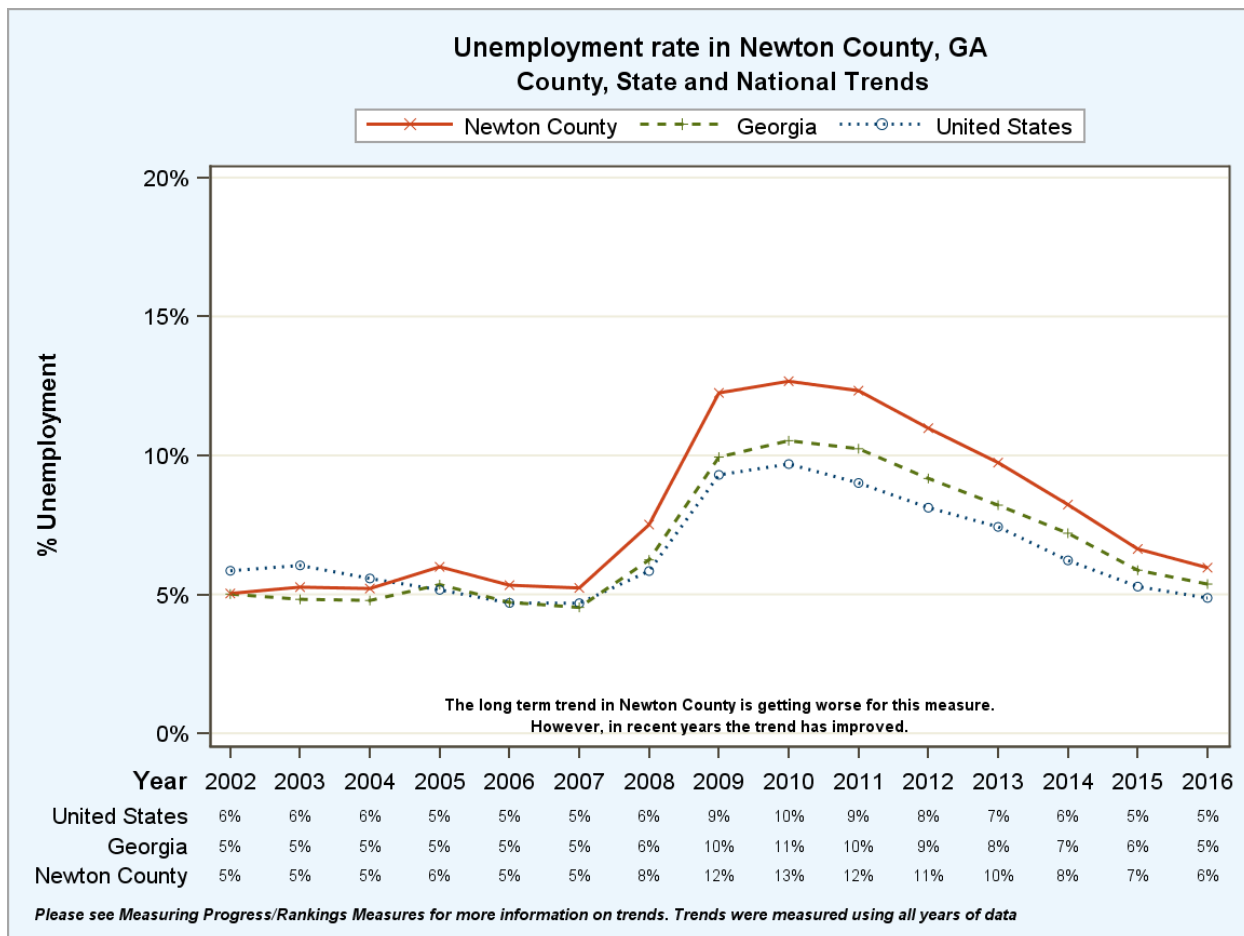 Unemployment rate in Newton County, GA
County, State and National Trends
Newton County Georgia United States
20%
15%
10%
5%
0%
% Unemployment
The long term trend in Newton County is getting worse for this measure.
However, in recent years the trend has improved.
Year 2002 2003 2004 2005 2006 2007 2008 2009 2010 2011 2012 2013 2014 2015 2016
United States 6% 6% 6% 5% 5% 5% 6% 9% 10% 9% 8% 7% 6% 5% 5%
Georgia 5% 5% 5% 5% 5% 5% 6% 10% 11% 10% 9% 8% 7% 6% 5%
Newton County 5% 5% 5% 6% 5% 5% 8% 12% 13% 12% 11% 10% 8% 7% 6%
Please see Measuring Progress/Rankings Measures for more information on trends. Trends were measured using all years of data